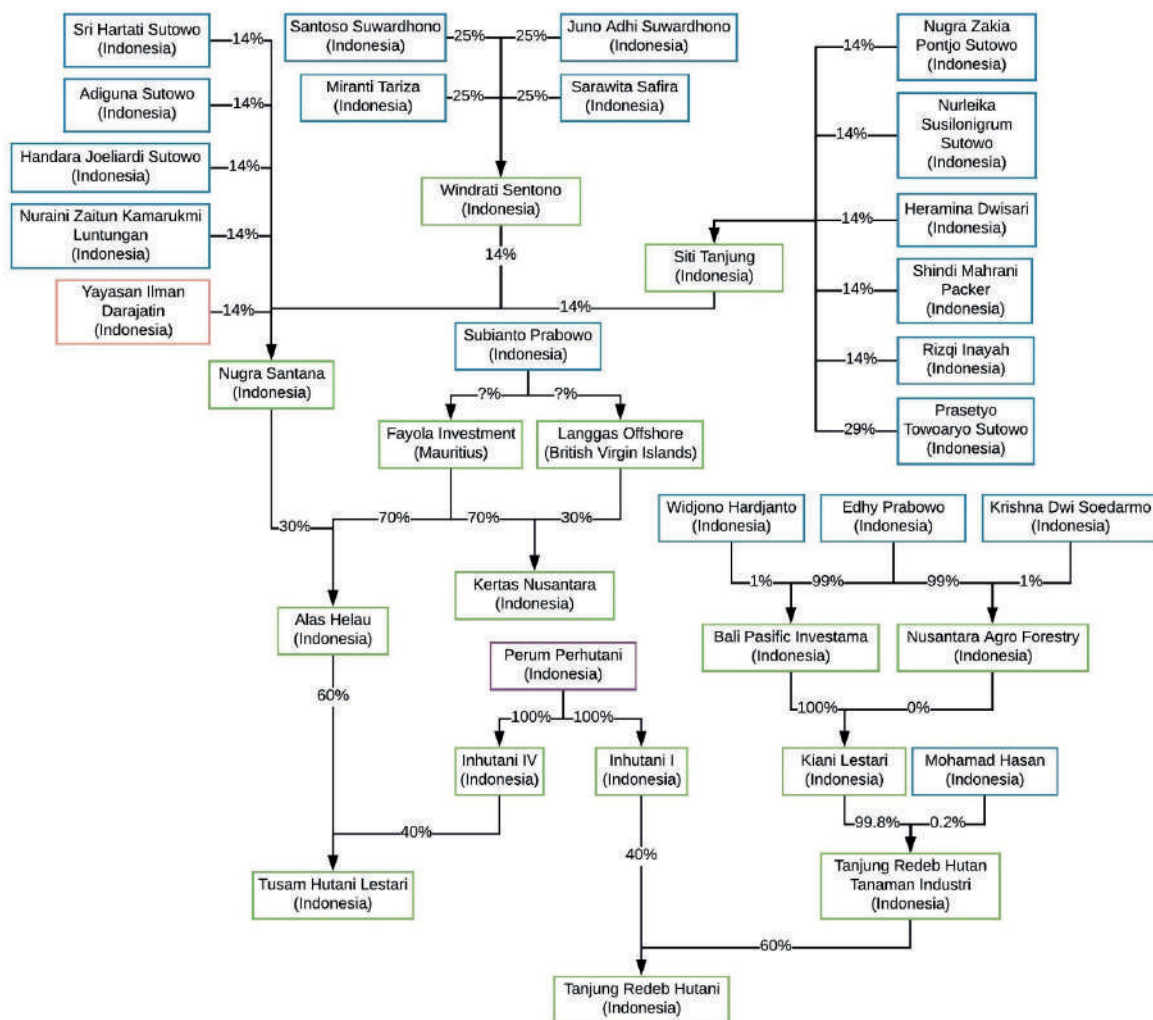 Sri Hartati Sutowo
(Indonesia)
14%
Adiguna Sutowo
(Indonesia)
14%
Handara Joeliardi Sutowo
(Indonesia)
14%
Nuraini Zaitun Kamarukmi
Luntungan
(Indonesia)
14%
Yayasan Ilman
Darajatin
(Indonesia)
14%
Santoso Suwardhono
(Indonesia)
25%
25%
Juno Adhi Suwardhono
(Indonesia)
Miranti Tariza
(Indonesia)
25%
25%
Sarawita Safira
(Indonesia)
Windrati Sentono
(Indonesia)
14%
14%
Nugra Zakia
Pontjo Sutowo
(Indonesia)
14%
Nurleika
Susilonigrum
Sutowo
(Indonesia)
14%
Heramina Dwisari
(Indonesia)
14%
Shindi Mahrani
Packer
(Indonesia)
14%
Rizqi Inayah
(Indonesia)
29%
Prasetyo
Towoaryo Sutowo
(Indonesia)
Siti Tanjung
(Indonesia)
14%
Nugra Santana
(Indonesia)
Subianto Prabowo
(Indonesia)
?%
?%
Fayola Investment
(Mauritius)
Langgas Offshore
(British Virgin Islands)
30%
70%
70%
30%
Alas Helau
(Indonesia)
Kertas Nusantara
(Indonesia)
Widjono Hardjanto
(Indonesia)
Edhy Prabowo
(Indonesia)
Krishna Dwi Soedarmo
(Indonesia)
1%
99%
99%
1%
Bali Pasific Investama
(Indonesia)
Nusantara Agro Forestry
(Indonesia)
Perum Perhutani
(Indonesia)
60%
100%
100%
100%
0%
Inhutani IV
(Indonesia)
Inhutani I
(Indonesia)
Kiani Lestari
(Indonesia)
Mohamad Hasan
(Indonesia)
40%
40%
99.8%
0.2%
Tusam Hutani Lestari
(Indonesia)
Tanjung Redeb Hutan
Tanaman Industri
(Indonesia)
60%
Tanjung Redeb Hutani
(Indonesia)